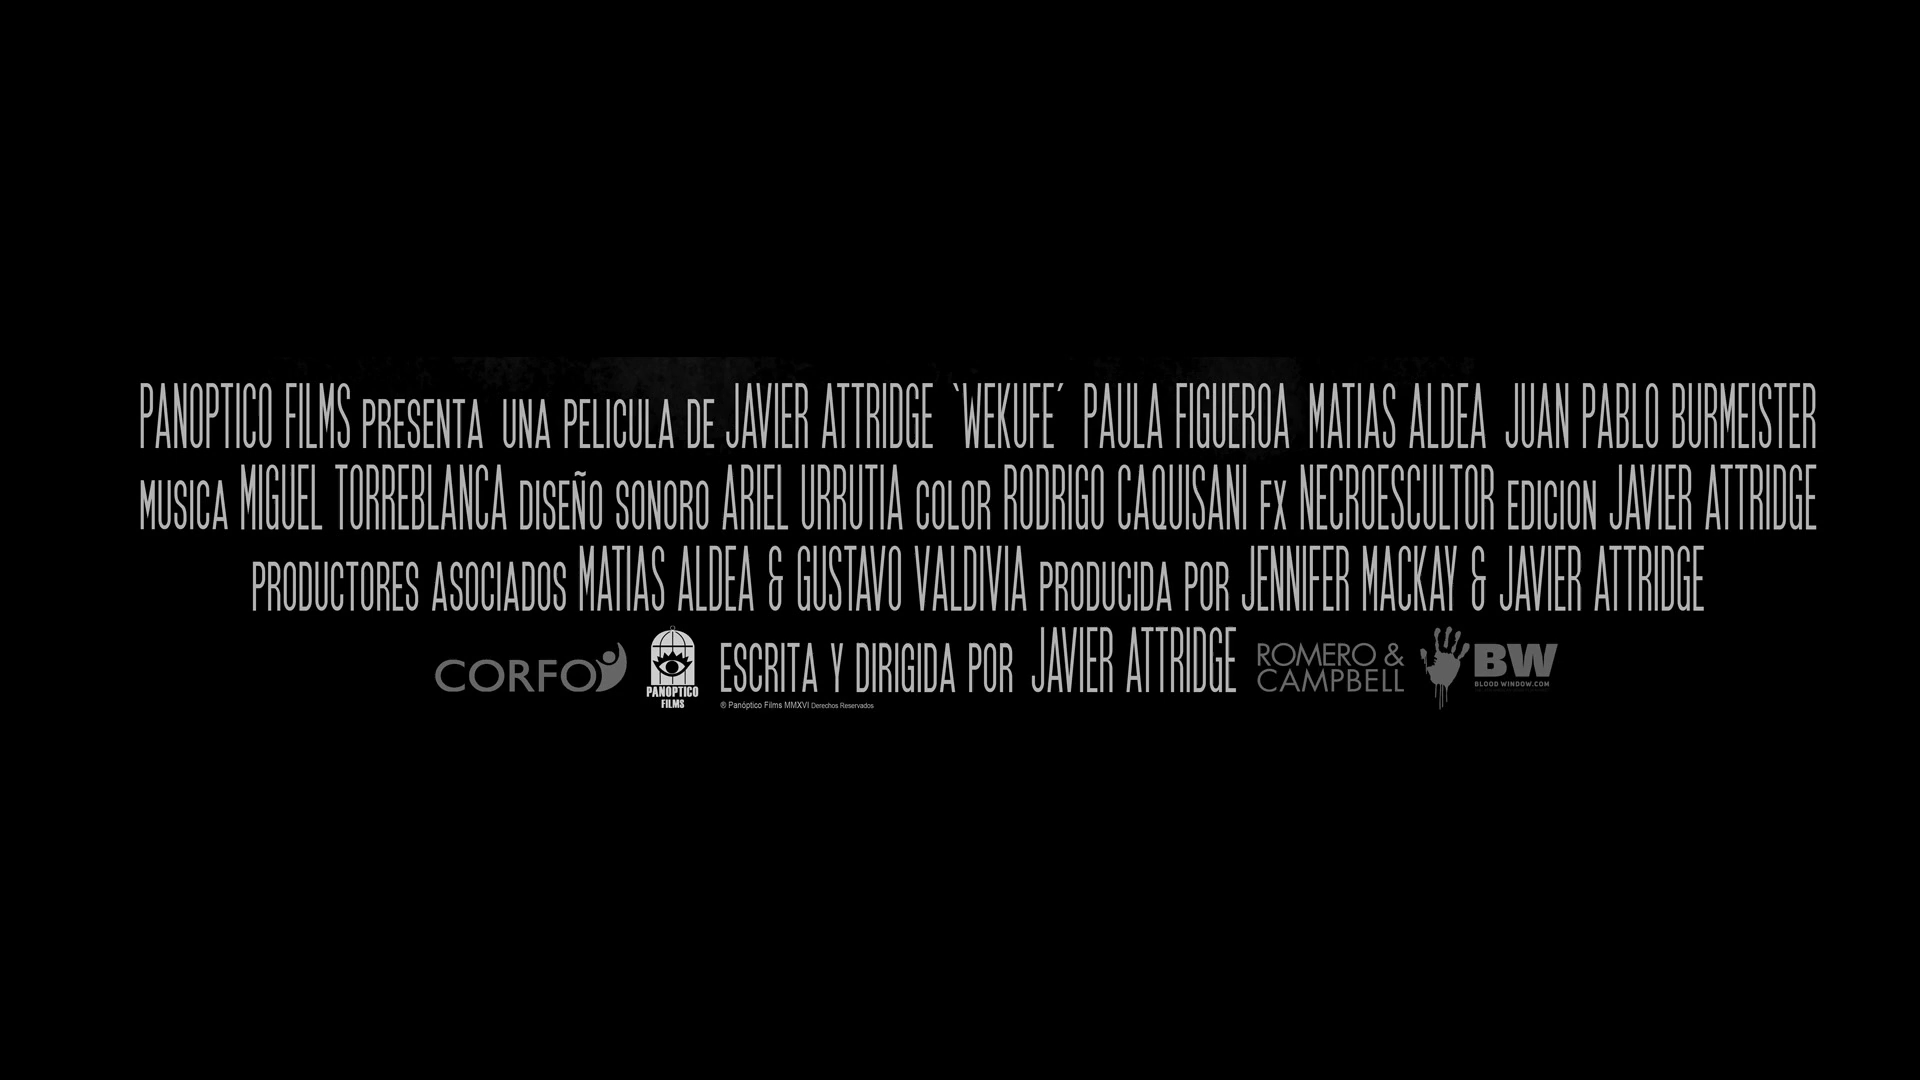 PANOPTICO FILMS PRESENTA UNA PELICULA DE JAVIER ATTRIDGE `WEKUFE´ PAULA FIGUEROA MATIAS ALDEA JUAN PABLO BURMEISTER
MUSICA MIGUEL TORREBLANCA DISEÑO SONORO ARIEL URRUTIA COLOR RODRIGO CAQUISANI FX NECROESCULTOR EDICION JAVIER ATTRIDGE
PRODUCTORES ASOCIADOS MATIAS ALDEA & GUSTAVO VALDIVIA PRODUCIDA POR JENNIFER MACKAY & JAVIER ATTRIDGE
CORFO
PANOPTICO
FILMS
ESCRITA Y DIRIGIDA POR JAVIER ATTRIDGE
® Panóptico Films MMXVI Derechos Reservados
ROMERO &
CAMPBELL
BW
BLOOD WINDOW.COM